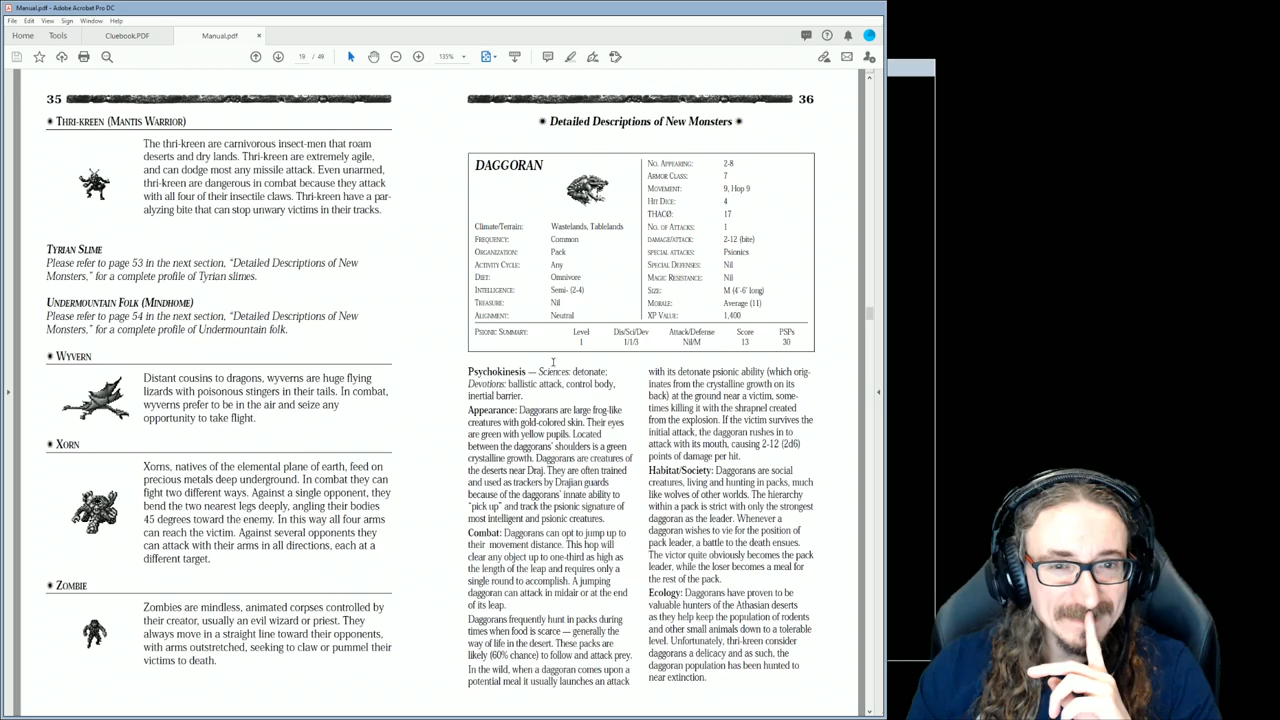 Manual.pdf - Adobe Acrobat Pro DC
File Edit View Sign Window Help
Home Tools Cluebook.PDF Manual.pdf ×
19 / 49 135%
35
THRI-KREEN (MANTIS WARRIOR)
The thri-kreen are carnivorous insect-men that roam
deserts and dry lands. Thri-kreen are extremely agile,
and can dodge most any missile attack. Even unarmed,
thri-kreen are dangerous in combat because they attack
with all four of their insectile claws. Thri-kreen have a par-
alyzing bite that can stop unwary victims in their tracks.
TYRIAN SLIME
Please refer to page 53 in the next section, "Detailed Descriptions of New
Monsters," for a complete profile of Tyrian slimes.
UNDERMOUNTAIN FOLK (MINDHOME)
Please refer to page 54 in the next section, "Detailed Descriptions of New
Monsters," for a complete profile of Undermountain folk.
WYVERN
Distant cousins to dragons, wyverns are huge flying
lizards with poisonous stingers in their tails. In combat,
wyverns prefer to be in the air and seize any
opportunity to take flight.
XORN
Xorns, natives of the elemental plane of earth, feed on
precious metals deep underground. In combat they can
fight two different ways. Against a single opponent, they
bend the two nearest legs deeply, angling their bodies
45 degrees toward the enemy. In this way all four arms
can reach the victim. Against several opponents they
can attack with their arms in all directions, each at a
different target.
ZOMBIE
Zombies are mindless, animated corpses controlled by
their creator, usually an evil wizard or priest. They
always move in a straight line toward their opponents,
with arms outstretched, seeking to claw or pummel their
victims to death.
36
Detailed Descriptions of New Monsters
DAGGORAN
Climate/Terrain: Wastelands, Tablelands
FREQUENCY: Common
ORGANIZATION: Pack
ACTIVITY CYCLE: Any
DIET: Omnivore
INTELLIGENCE: Semi- (2-4)
TREASURE: Nil
ALIGNMENT: Neutral
NO. APPEARING: 2-8
ARMOR CLASS: 7
MOVEMENT: 9, Hop 9
HIT DICE: 4
THACØ: 17
NO. OF ATTACKS: 1
DAMAGE/ATTACK: 2-12 (bite)
SPECIAL ATTACKS: Psionics
SPECIAL DEFENSES: Nil
MAGIC RESISTANCE: Nil
SIZE: M (4'-6' long)
MORALE: Average (11)
XP VALUE: 1,400
PSIONIC SUMMARY: Level Dis/Sci/Dev Attack/Defense Score PSPs
1 1/1/3 Nil/M 13 30
Psychokinesis — Sciences: detonate;
Devotions: ballistic attack, control body,
inertial barrier.
Appearance: Daggorans are large frog-like
creatures with gold-colored skin. Their eyes
are green with yellow pupils. Located
between the daggorans' shoulders is a green
crystalline growth. Daggorans are creatures of
the deserts near Draj. They are often trained
and used as trackers by Drajian guards
because of the daggorans' innate ability to
"pick up" and track the psionic signature of
most intelligent and psionic creatures.
Combat: Daggorans can opt to jump up to
their movement distance. This hop will
clear any object up to one-third as high as
the length of the leap and requires only a
single round to accomplish. A jumping
daggoran can attack in midair or at the end
of its leap.
Daggorans frequently hunt in packs during
times when food is scarce — generally the
way of life in the desert. These packs are
likely (60% chance) to follow and attack prey.
In the wild, when a daggoran comes upon a
potential meal it usually launches an attack
with its detonate psionic ability (which orig-
inates from the crystalline growth on its
back) at the ground near a victim, some-
times killing it with the shrapnel created
from the explosion. If the victim survives the
initial attack, the daggoran rushes in to
attack with its mouth, causing 2-12 (2d6)
points of damage per hit.
Habitat/Society: Daggorans are social
creatures, living and hunting in packs, much
like wolves of other worlds. The hierarchy
within a pack is strict with only the strongest
daggoran as the leader. Whenever a
daggoran wishes to vie for the position of
pack leader, a battle to the death ensues.
The victor quite obviously becomes the pack
leader, while the loser becomes a meal for
the rest of the pack.
Ecology: Daggorans have proven to be
valuable hunters of the Athasian deserts
as they help keep the population of rodents
and other small animals down to a tolerable
level. Unfortunately, thri-kreen consider
daggorans a delicacy and as such, the
daggoran population has been hunted to
near extinction.